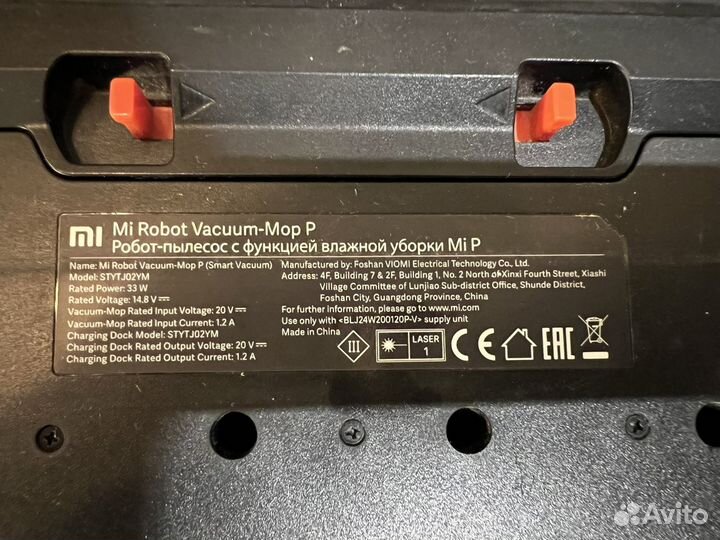 mi
Mi Robot Vacuum-Mop P
Робот-пылесос с функцией влажной уборки Mi P
Name: Mi Robot Vacuum-Mop P (Smart Vacuum)
Model: STYTJ02YM
Rated Power: 33 W
Rated Voltage: 14.8 V⎓
Vacuum-Mop Rated Input Voltage: 20 V⎓
Vacuum-Mop Rated Input Current: 1.2 A
Charging Dock Model: STYTJ02YM
Charging Dock Rated Output Voltage: 20 V⎓
Charging Dock Rated Output Current: 1.2 A
Manufactured by: Foshan VIOMI Electrical Technology Co., Ltd.
Address: 4F, Building 7 & 2F, Building 1, No. 2 North of Xinxi Fourth Street, Xiashi
Village Committee of Lunjiao Sub-district Office, Shunde District,
Foshan City, Guangdong Province, China
For further information, please go to www.mi.com
Use only with <BLJ24W200120P-V> supply unit
Made in China
III
LASER
1
CE
EAC
Avito